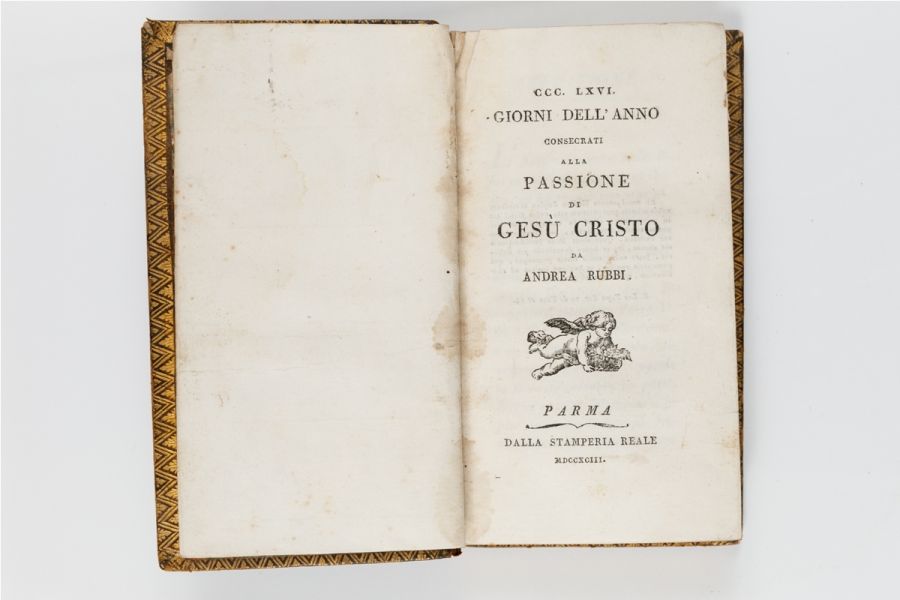 CCC. LXVI.
GIORNI DELL'ANNO
CONSECRATI
ALLA
PASSIONE
DI
GESÙ CRISTO
DA
ANDREA RUBBI.
PARMA
DALLA STAMPERIA REALE
MDCCXCIII.